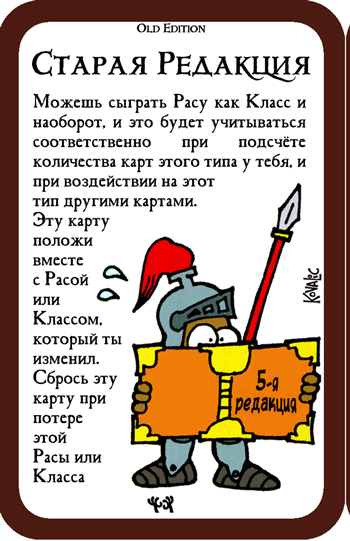 Old Edition
Старая Редакция
Можешь сыграть Расу как Класс и
наоборот, и это будет учитываться
соответственно при подсчёте
количества карт этого типа у тебя, и
при воздействии на этот
тип другими картами.
Эту карту
положи
вместе
с Расой
или
Классом,
который ты
изменил.
Сбрось эту
карту при
потере
этой
Расы или
Класса
Kovalic
5-я
редакция